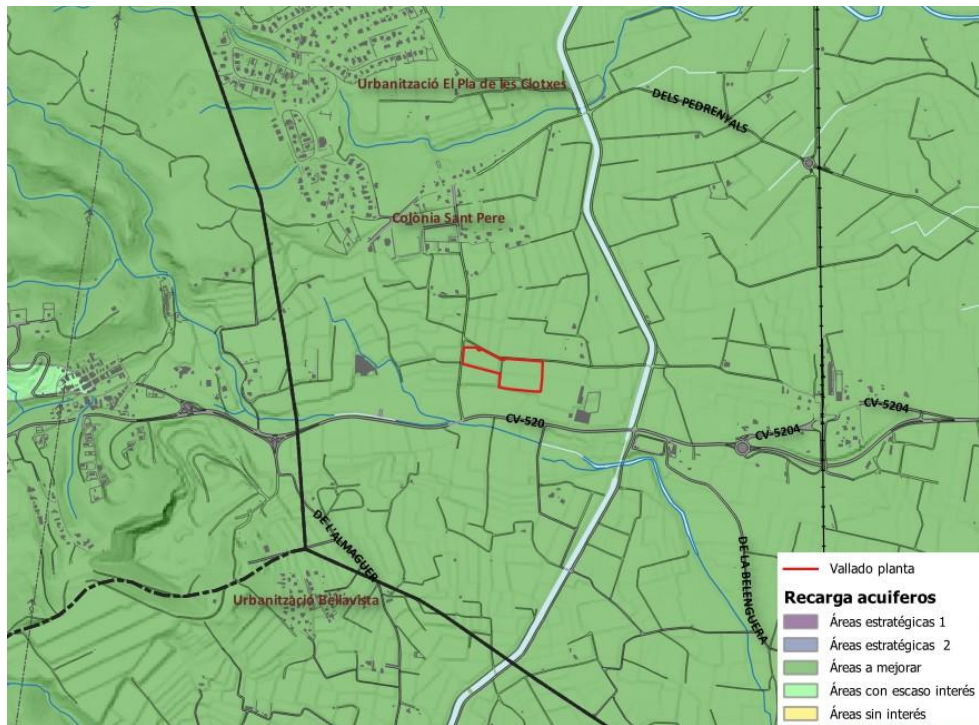 Urbanització El Pla de les Clotxes
DELS PEDRENYALS
Colònia Sant Pere
CV-520
CV-5204
CV-5204
DE L'ALMAGUER
DE LA BELENGUERA
Urbanització Bellavista
Vallado planta
Recarga acuiferos
Áreas estratégicas 1
Áreas estratégicas 2
Áreas a mejorar
Áreas con escaso interés
Áreas sin interés